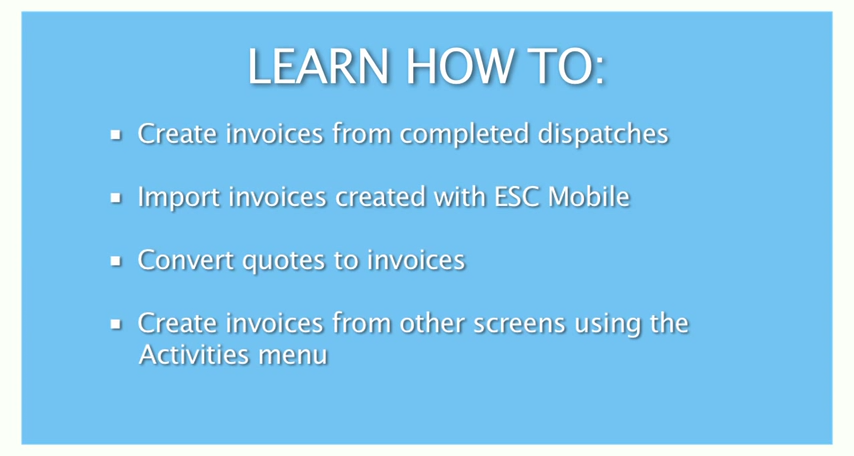 LEARN HOW TO:
▪ Create invoices from completed dispatches
▪ Import invoices created with ESC Mobile
▪ Convert quotes to invoices
▪ Create invoices from other screens using the
Activities menu